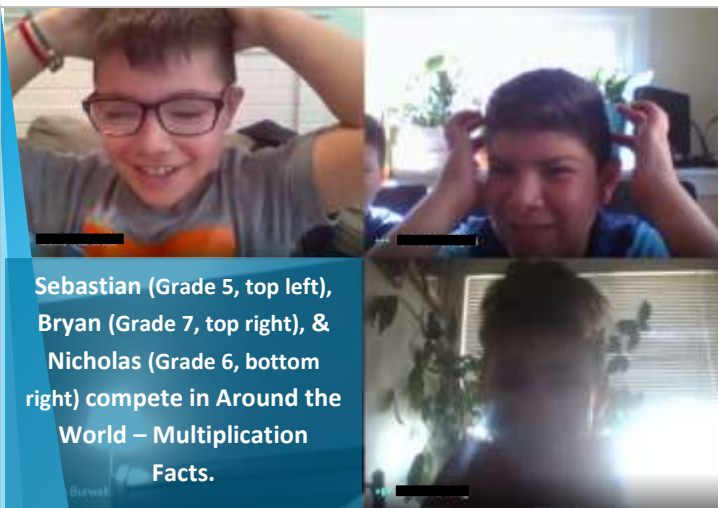 Sebastian (Grade 5, top left),
Bryan (Grade 7, top right), &
Nicholas (Grade 6, bottom
right) compete in Around the
World – Multiplication
Facts.